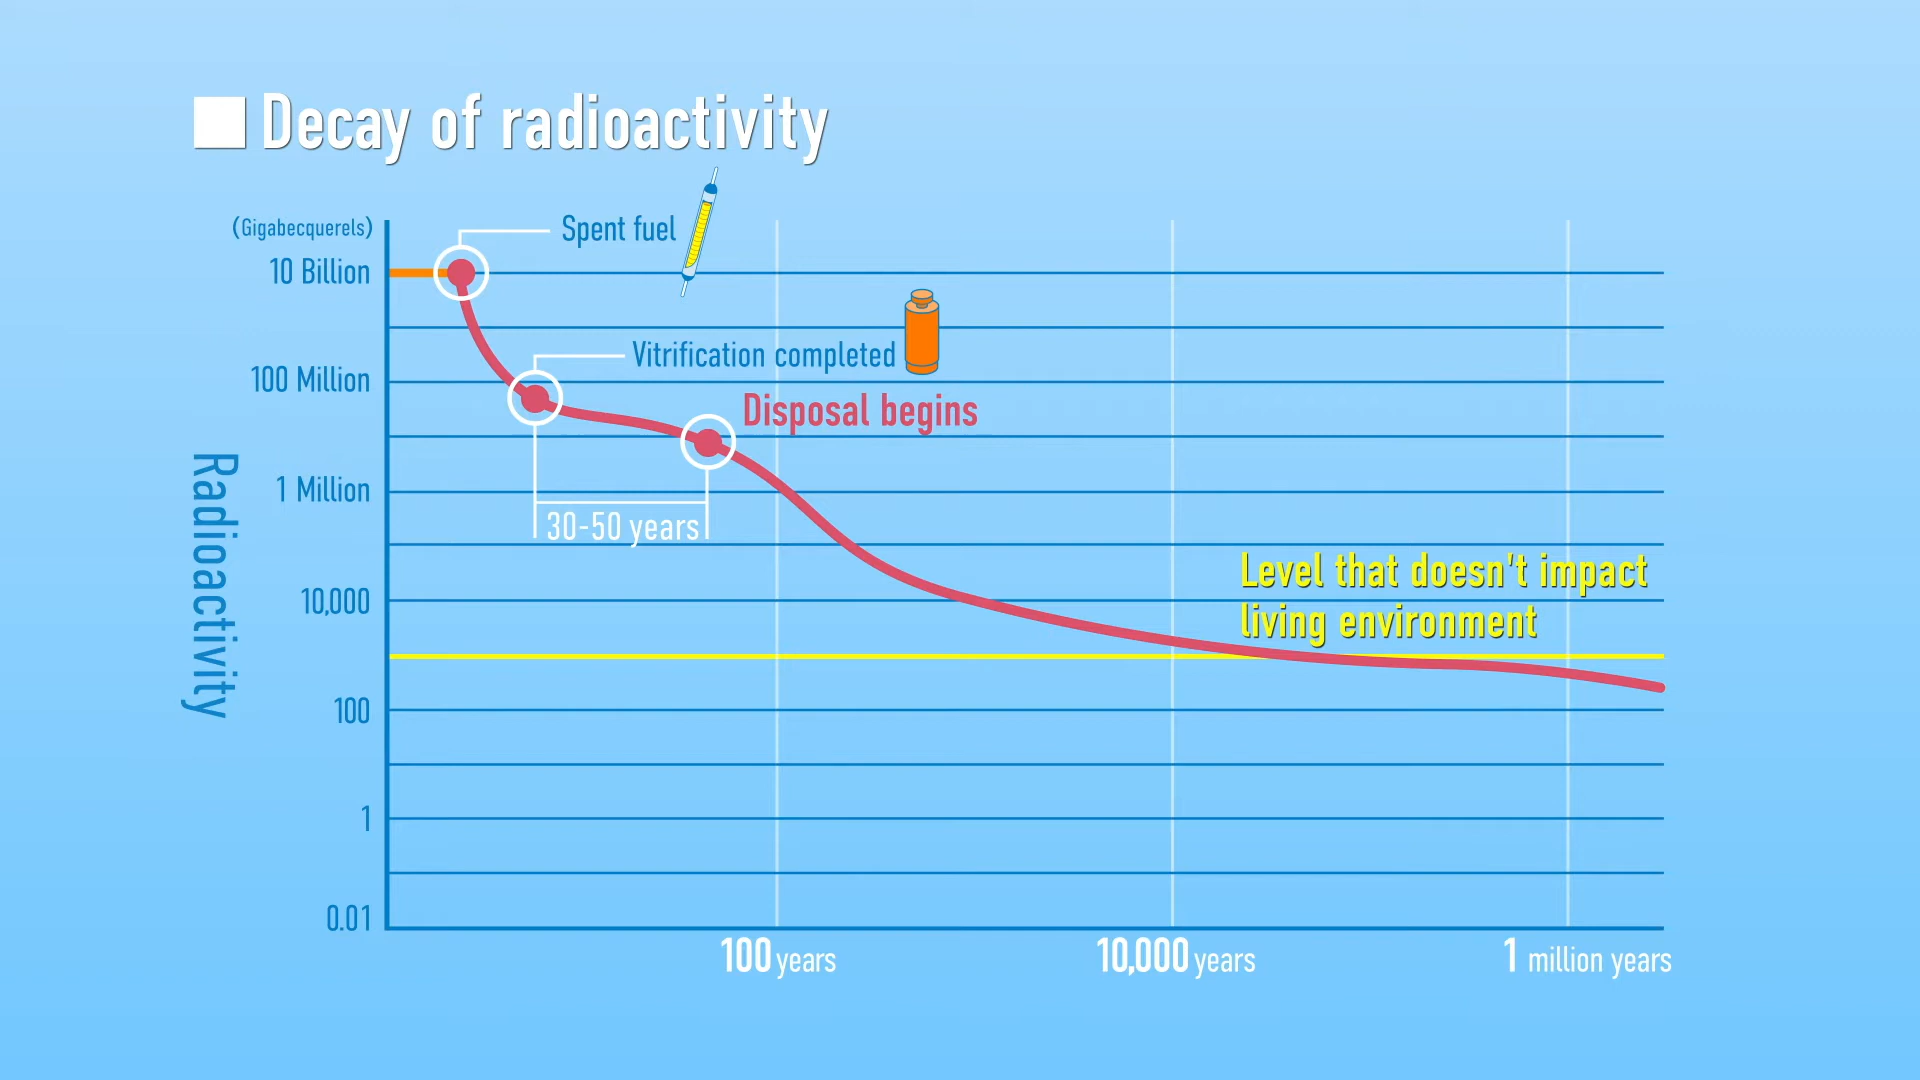 Decay of radioactivity
(Gigabecquerels)
Spent fuel
10 Billion
Vitrification completed
100 Million
Disposal begins
1 Million
30-50 years
Radioactivity
Level that doesn't impact
living environment
10,000
100
1
0.01
100 years
10,000 years
1 million years